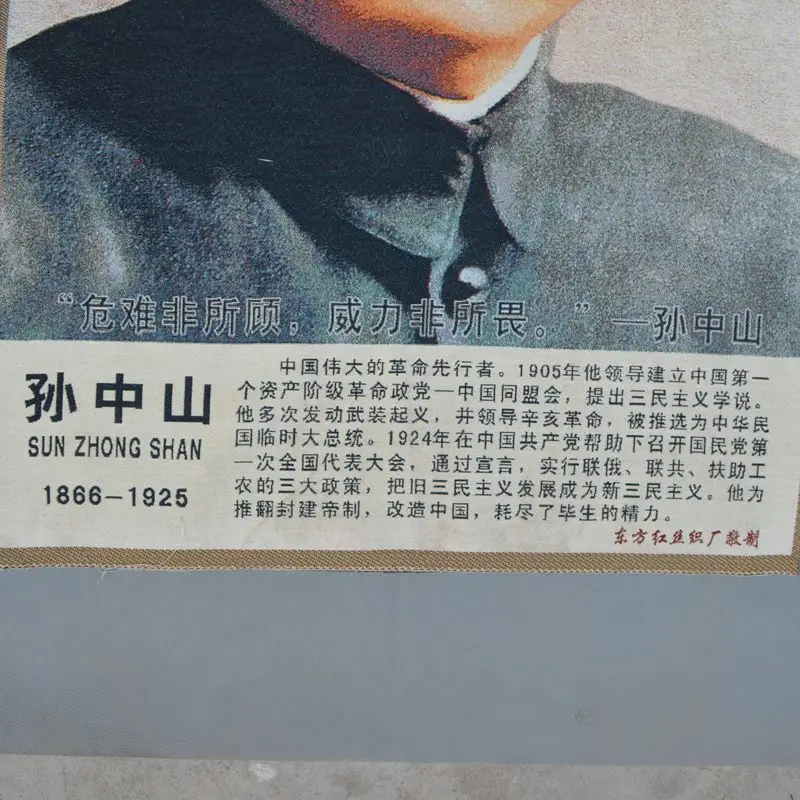 “危难非所顾，威力非所畏。”—孙中山
孙中山
SUN ZHONG SHAN
1866-1925
中国伟大的革命先行者。1905年他领导建立中国第一
个资产阶级革命政党—中国同盟会，提出三民主义学说。
他多次发动武装起义，并领导辛亥革命，被推选为中华民
国临时大总统。1924年在中国共产党帮助下召开国民党第
一次全国代表大会，通过宣言，实行联俄、联共、扶助工
农的三大政策，把旧三民主义发展成为新三民主义。他为
推翻封建帝制，改造中国，耗尽了毕生的精力。
东方红丝织厂敬制